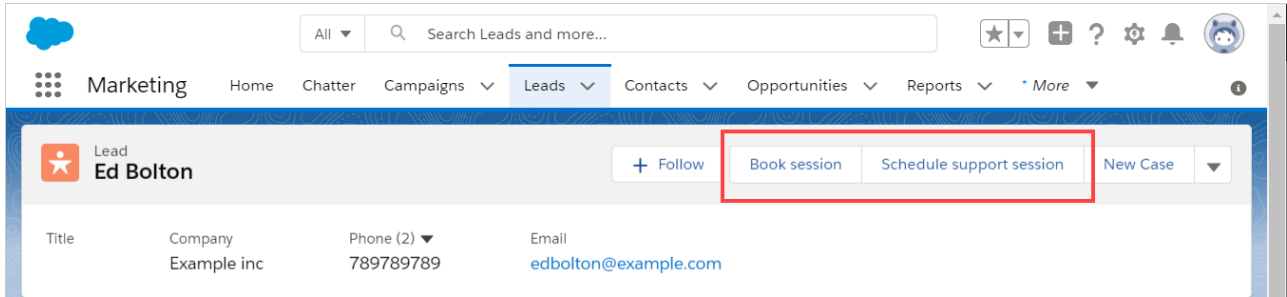 All ▼ Search Leads and more...
Marketing Home Chatter Campaigns Leads Contacts Opportunities Reports * More ▼
Lead
Ed Bolton
+ Follow Book session Schedule support session New Case
Title Company Phone (2) ▼ Email
Example inc 789789789 edbolton@example.com